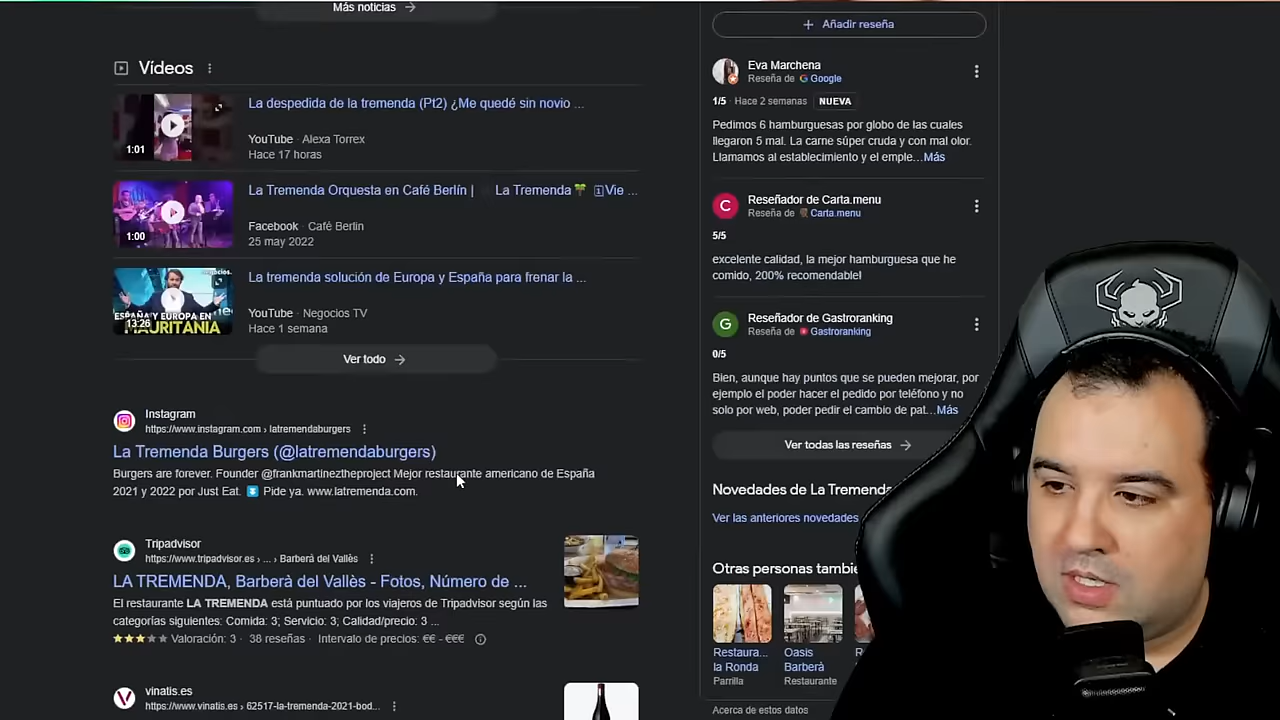 Más noticias →
Vídeos
1:01
La despedida de la tremenda (Pt2) ¿Me quedé sin novio ...
YouTube · Alexa Torrex
Hace 17 horas
1:00
La Tremenda Orquesta en Café Berlín | La Tremenda🌴 Vie ...
Facebook · Café Berlin
25 may 2022
negocios.
ESPAÑA Y EUROPA EN
MAURITANIA
13:26
La tremenda solución de Europa y España para frenar la ...
YouTube · Negocios TV
Hace 1 semana
Ver todo →
Instagram
https://www.instagram.com › latremendaburgers
La Tremenda Burgers (@latremendaburgers)
Burgers are forever. Founder @frankmartineztheproject Mejor restaurante americano de España
2021 y 2022 por Just Eat. Pide ya. www.latremenda.com.
Tripadvisor
https://www.tripadvisor.es › ... › Barberà del Vallès
LA TREMENDA, Barberà del Vallès - Fotos, Número de ...
El restaurante LA TREMENDA está puntuado por los viajeros de Tripadvisor según las
categorías siguientes: Comida: 3; Servicio: 3; Calidad/precio: 3 ...
Valoración: 3 · 38 reseñas · Intervalo de precios: €€ - €€€
vinatis.es
https://www.vinatis.es › 62517-la-tremenda-2021-bod...
+ Añadir reseña
Eva Marchena
Reseña de Google
1/5 · Hace 2 semanas NUEVA
Pedimos 6 hamburguesas por globo de las cuales
llegaron 5 mal. La carne súper cruda y con mal olor.
Llamamos al establecimiento y el emple...Más
C
Reseñador de Carta.menu
Reseña de Carta.menu
5/5
excelente calidad, la mejor hamburguesa que he
comido, 200% recomendable!
G
Reseñador de Gastroranking
Reseña de Gastroranking
0/5
Bien, aunque hay puntos que se pueden mejorar, por
ejemplo el poder hacer el pedido por teléfono y no
solo por web, poder pedir el cambio de pat...Más
Ver todas las reseñas →
Novedades de La Tremenda
Ver las anteriores novedades
Otras personas tambié
Restaura...
la Ronda
Parrilla
Oasis
Barberà
Restaurante
Acerca de estos datos